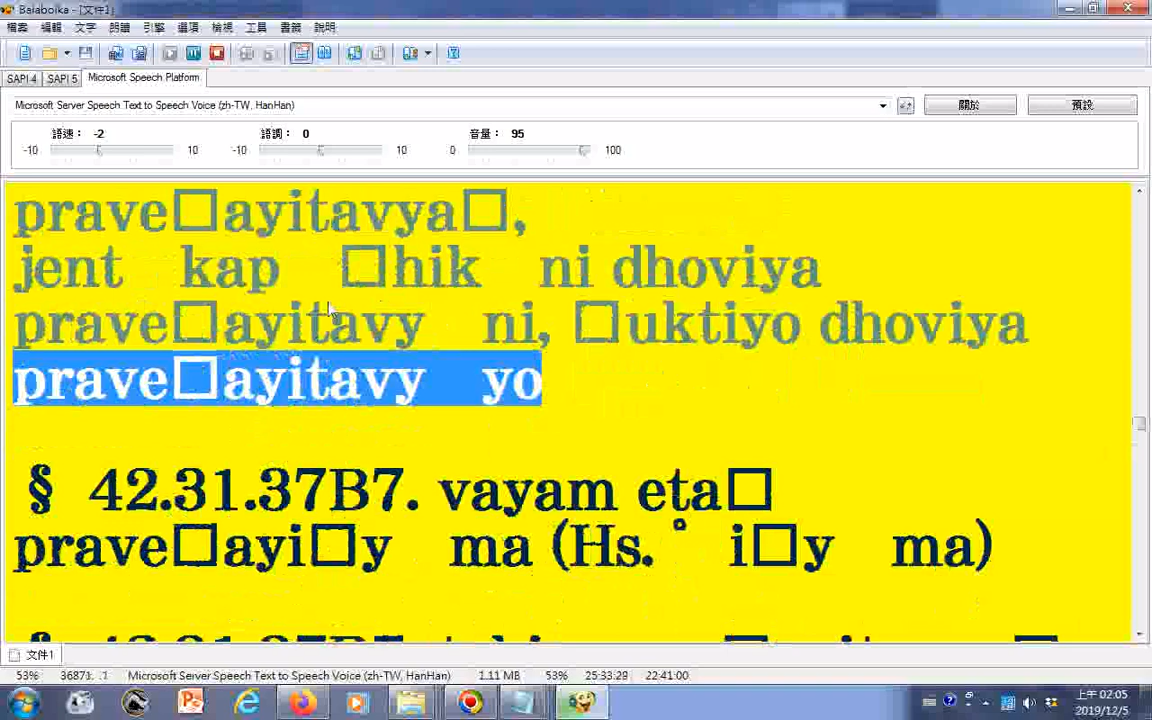 Balabolka - [文件1]
檔案 編輯 文字 朗讀 引擎 選項 檢視 工具 書籤 說明
SAPI 4 SAPI 5 Microsoft Speech Platform
Microsoft Server Speech Text to Speech Voice (zh-TW, HanHan)
關於 預設
語速： -2 語調： 0 音量： 95
-10 10 -10 10 0 100
prave□ayitavya□,
jent kap □hik ni dhoviya
prave□ayitavy ni, □uktiyo dhoviya
prave□ayitavy yo
§ 42.31.37B7. vayam eta□
prave□ayi□y ma (Hs. ° i□y ma)
文件1
53% Microsoft Server Speech Text to Speech Voice (zh-TW, HanHan) 1.11 MB 53% 25:33:29 22:41:00
上午 02:05
2019/12/5